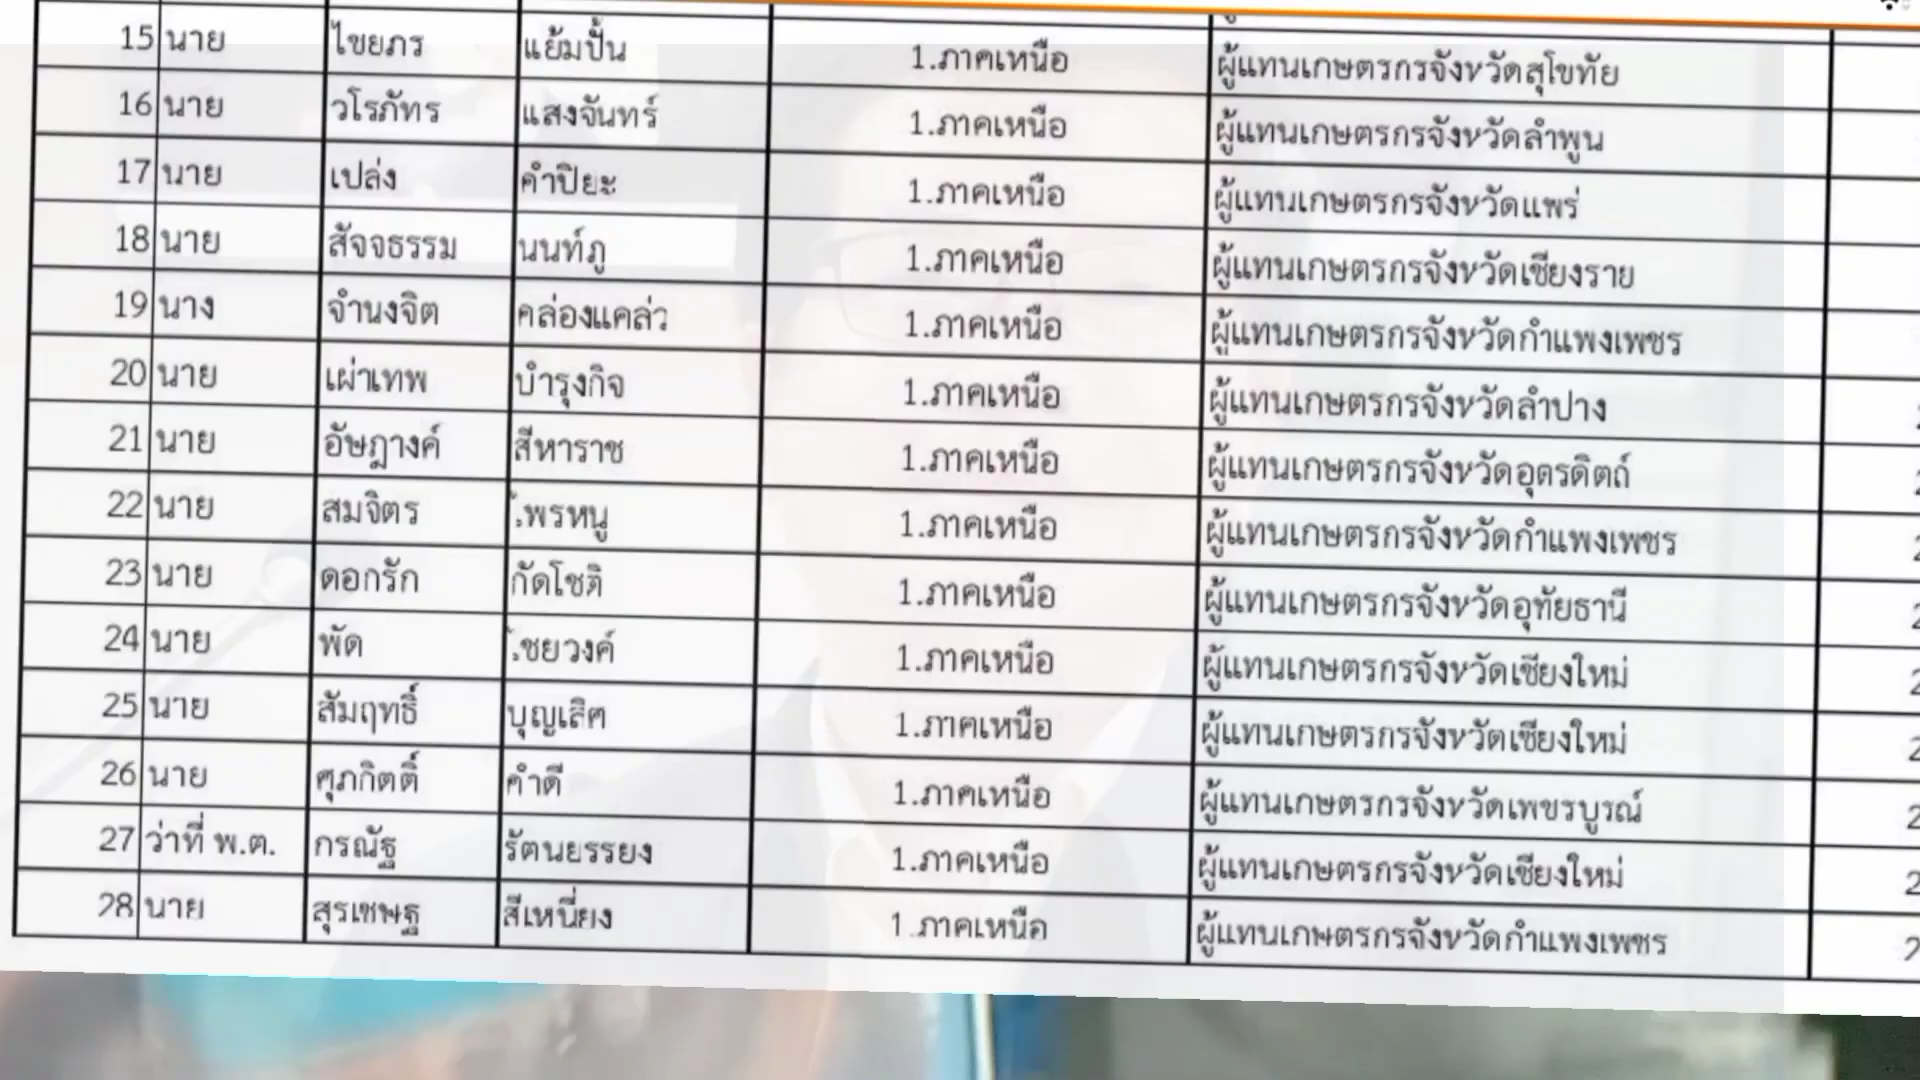 15 นาย ไขยภร แย้มปั้น 1.ภาคเหนือ ผู้แทนเกษตรกรจังหวัดสุโขทัย
16 นาย วโรภัทร แสงจันทร์ 1.ภาคเหนือ ผู้แทนเกษตรกรจังหวัดลำพูน
17 นาย เปล่ง คำปิยะ 1.ภาคเหนือ ผู้แทนเกษตรกรจังหวัดแพร่
18 นาย สัจจธรรม นนท์ภู 1.ภาคเหนือ ผู้แทนเกษตรกรจังหวัดเชียงราย
19 นาง จำนงจิต คล่องแคล่ว 1.ภาคเหนือ ผู้แทนเกษตรกรจังหวัดกำแพงเพชร
20 นาย เผ่าเทพ บำรุงกิจ 1.ภาคเหนือ ผู้แทนเกษตรกรจังหวัดลำปาง
21 นาย อัษฎางค์ สีหาราช 1.ภาคเหนือ ผู้แทนเกษตรกรจังหวัดอุตรดิตถ์
22 นาย สมจิตร 1.ภาคเหนือ ผู้แทนเกษตรกรจังหวัดกำแพงเพชร
23 นาย ดอกรัก กัดโชติ 1.ภาคเหนือ ผู้แทนเกษตรกรจังหวัดอุทัยธานี
24 นาย พัด 1.ภาคเหนือ ผู้แทนเกษตรกรจังหวัดเชียงใหม่
25 นาย สัมฤทธิ์ บุญเลิศ 1.ภาคเหนือ ผู้แทนเกษตรกรจังหวัดเชียงใหม่
26 นาย ศุภกิตติ์ คำดี 1.ภาคเหนือ ผู้แทนเกษตรกรจังหวัดเพชรบูรณ์
27 ว่าที่ พ.ต. กรณัฐ รัตนยรรยง 1.ภาคเหนือ ผู้แทนเกษตรกรจังหวัดเชียงใหม่
28 นาย สุรเชษฐ สีเหนี่ยง 1.ภาคเหนือ ผู้แทนเกษตรกรจังหวัดกำแพงเพชร